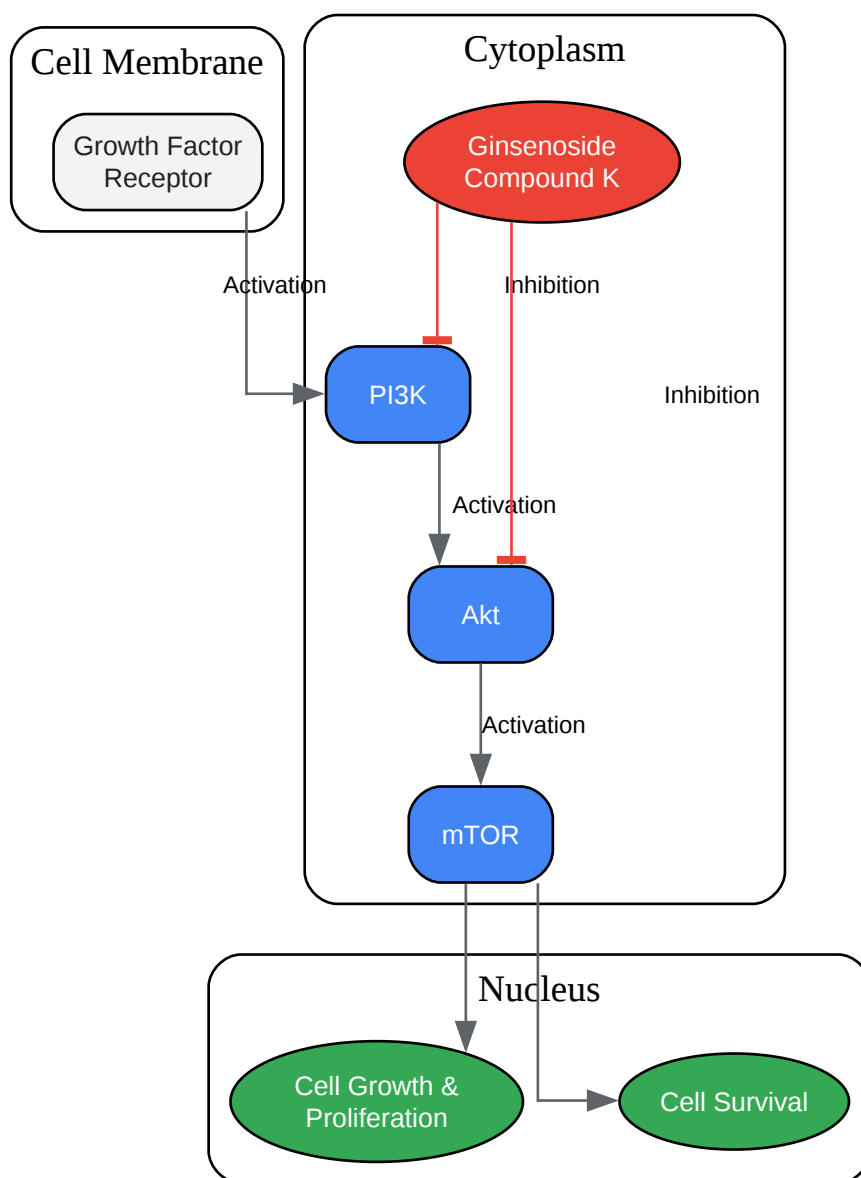 Cell Membrane
Cytoplasm
Growth Factor
Receptor
Ginsenoside
Compound K
Activation
Inhibition
PI3K
Inhibition
Activation
Akt
Activation
mTOR
Nucleus
Cell Growth &
Proliferation
Cell Survival